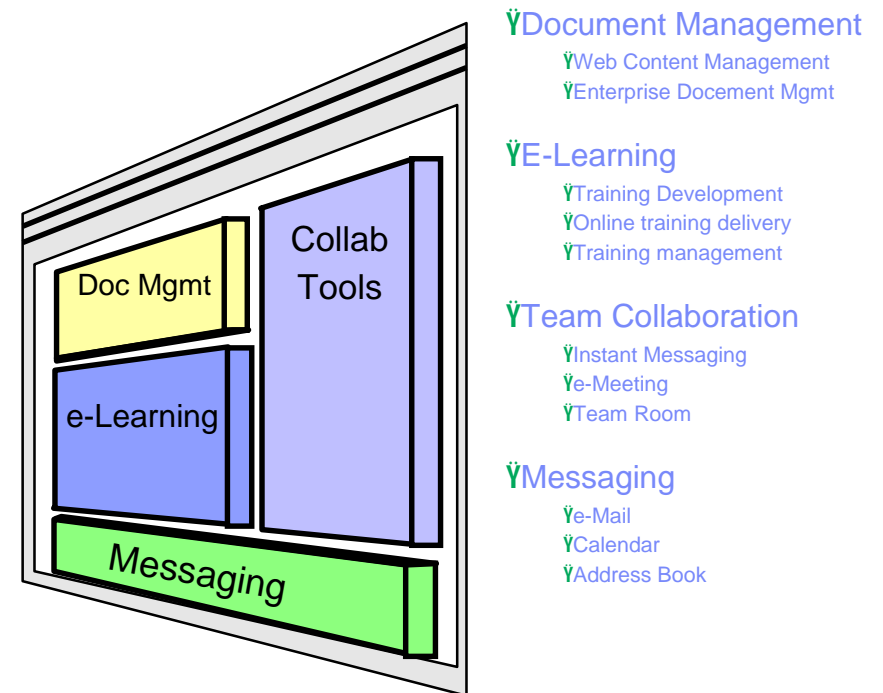 Doc Mgmt
Collab
Tools
e-Learning
Messaging
ŸDocument Management
ŸWeb Content Management
ŸEnterprise Docement Mgmt
ŸE-Learning
ŸTraining Development
ŸOnline training delivery
ŸTraining management
ŸTeam Collaboration
ŸInstant Messaging
Ÿe-Meeting
ŸTeam Room
ŸMessaging
Ÿe-Mail
ŸCalendar
ŸAddress Book